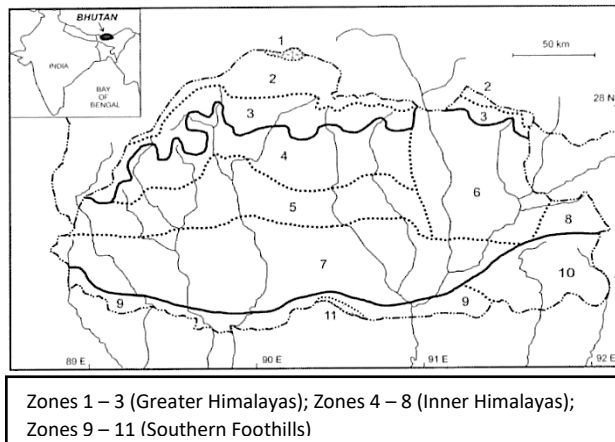 BHUTAN
INDIA
BAY
OF
BENGAL
1
50 km
2
2
28 N
3
3
4
6
5
8
7
10
9
9
11
89 E
90 E
91 E
92 E
Zones 1 – 3 (Greater Himalayas); Zones 4 – 8 (Inner Himalayas);
Zones 9 – 11 (Southern Foothills)